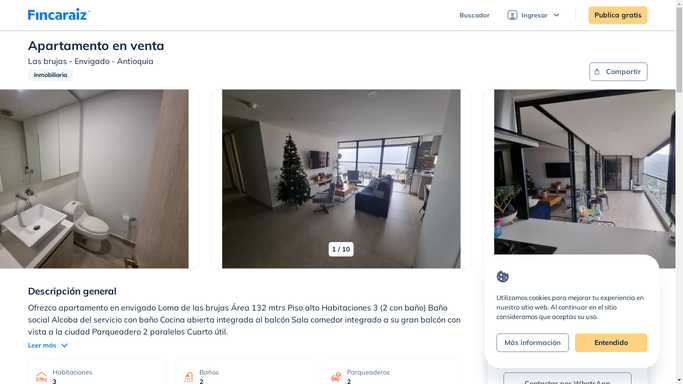 Fincaraiz
Buscador
Ingresar
Publica gratis
Apartamento en venta
Las brujas - Envigado - Antioquia
Inmobiliaria
Compartir
1 / 10
Descripción general
Ofrezco apartamento en envigado Loma de las brujas Área 132 mtrs Piso alto Habitaciones 3 (2 con baño) Baño
social Alcoba del servicio con baño Cocina abierta integrada al balcón Sala comedor integrado a su gran balcón con
vista a la ciudad Parqueadero 2 paralelos Cuarto útil.
Leer más
Habitaciones
3
Baños
2
Parqueaderos
2
Utilizamos cookies para mejorar tu experiencia en
nuestro sitio web. Al continuar en el sitio
consideramos que aceptas su uso.
Más información
Entendido
Contactar por WhatsApp